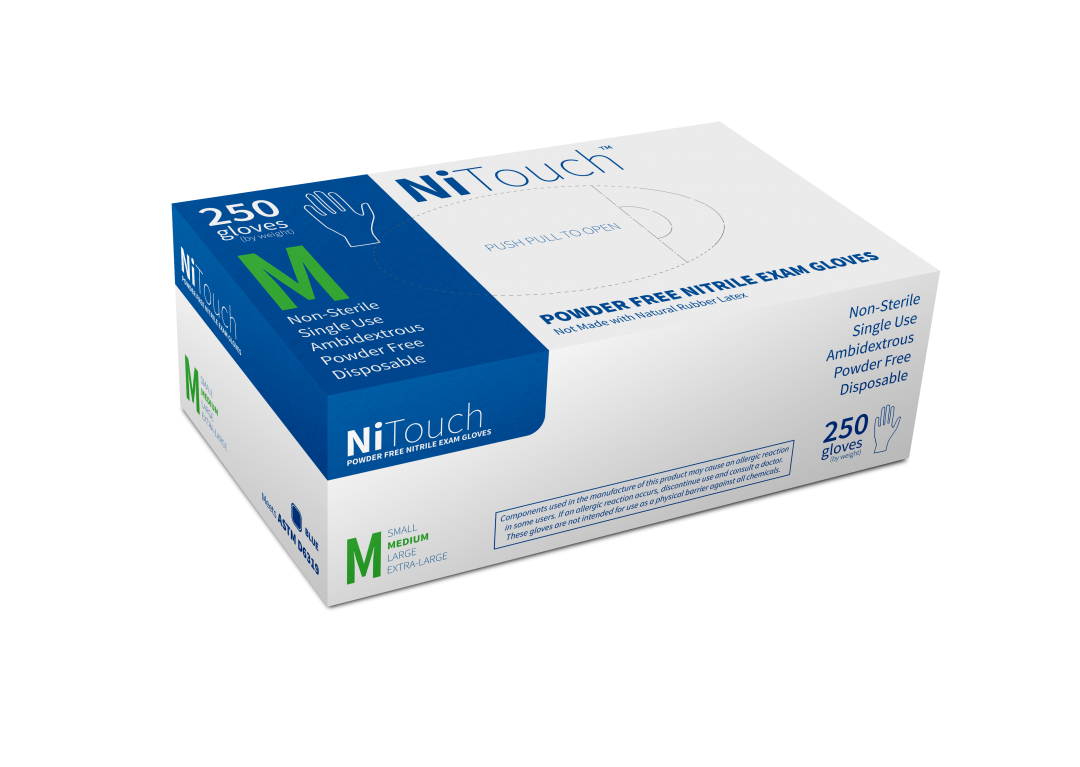 NiTouch™
PUSH PULL TO OPEN
POWDER FREE NITRILE EXAM GLOVES
Not Made with Natural Rubber Latex
250
gloves
(by weight)
M
Non-Sterile
Single Use
Ambidextrous
Powder Free
Disposable
NiTouch
POWDER FREE NITRILE EXAM GLOVES
M
SMALL
MEDIUM
LARGE
EXTRA-LARGE
BLUE
Meets ASTM D6319
NiTouch
POWDER FREE NITRILE EXAM GLOVES
M
SMALL
MEDIUM
LARGE
EXTRA-LARGE
Components used in the manufacture of this product may cause an allergic reaction
in some users. If an allergic reaction occurs, discontinue use and consult a doctor.
These gloves are not intended for use as a physical barrier against all chemicals.
Non-Sterile
Single Use
Ambidextrous
Powder Free
Disposable
250
gloves
(by weight)